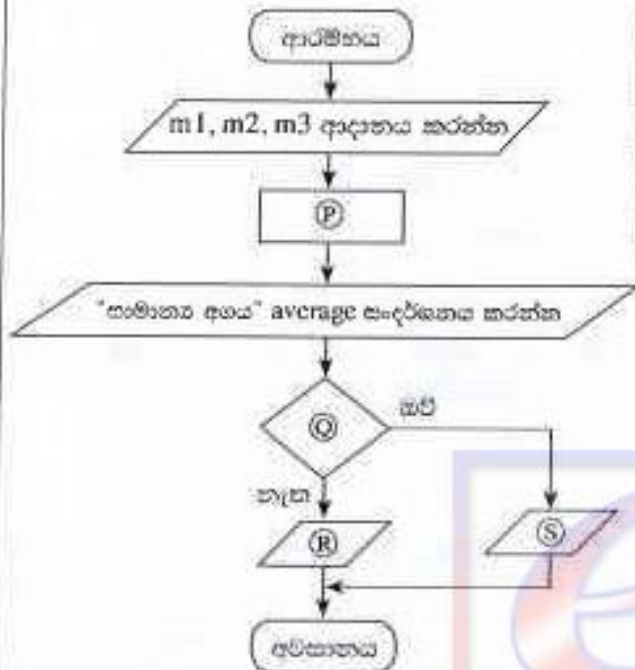 ආරම්භය
m1, m2, m3 ආදානය කරන්න
Ⓟ
"සාමාන්‍ය අගය" average සංදර්ශනය කරන්න
Ⓠ
ඔව්
නැත
Ⓡ
Ⓢ
අවසානය